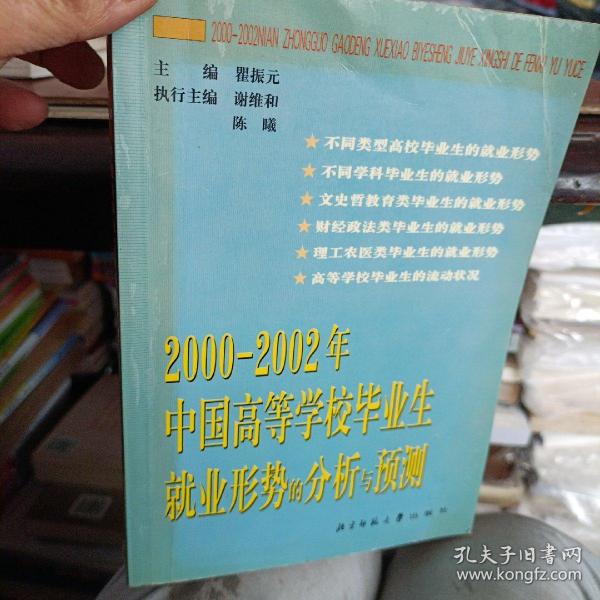 2000-2002NIAN ZHONGGUO GAODENG XUEXIAO BIYESHENG JIUYE XINGSHI DE FENXI YU YUCE
主 编 瞿振元
执行主编 谢维和
陈 曦
★ 不同类型高校毕业生的就业形势
★ 不同学科毕业生的就业形势
★ 文史哲教育类毕业生的就业形势
★ 财经政法类毕业生的就业形势
★ 理工农医类毕业生的就业形势
★ 高等学校毕业生的流动状况
2000-2002年
中国高等学校毕业生
就业形势的分析与预测
北京师范大学出版社
孔夫子旧书网
www.kongfz.com